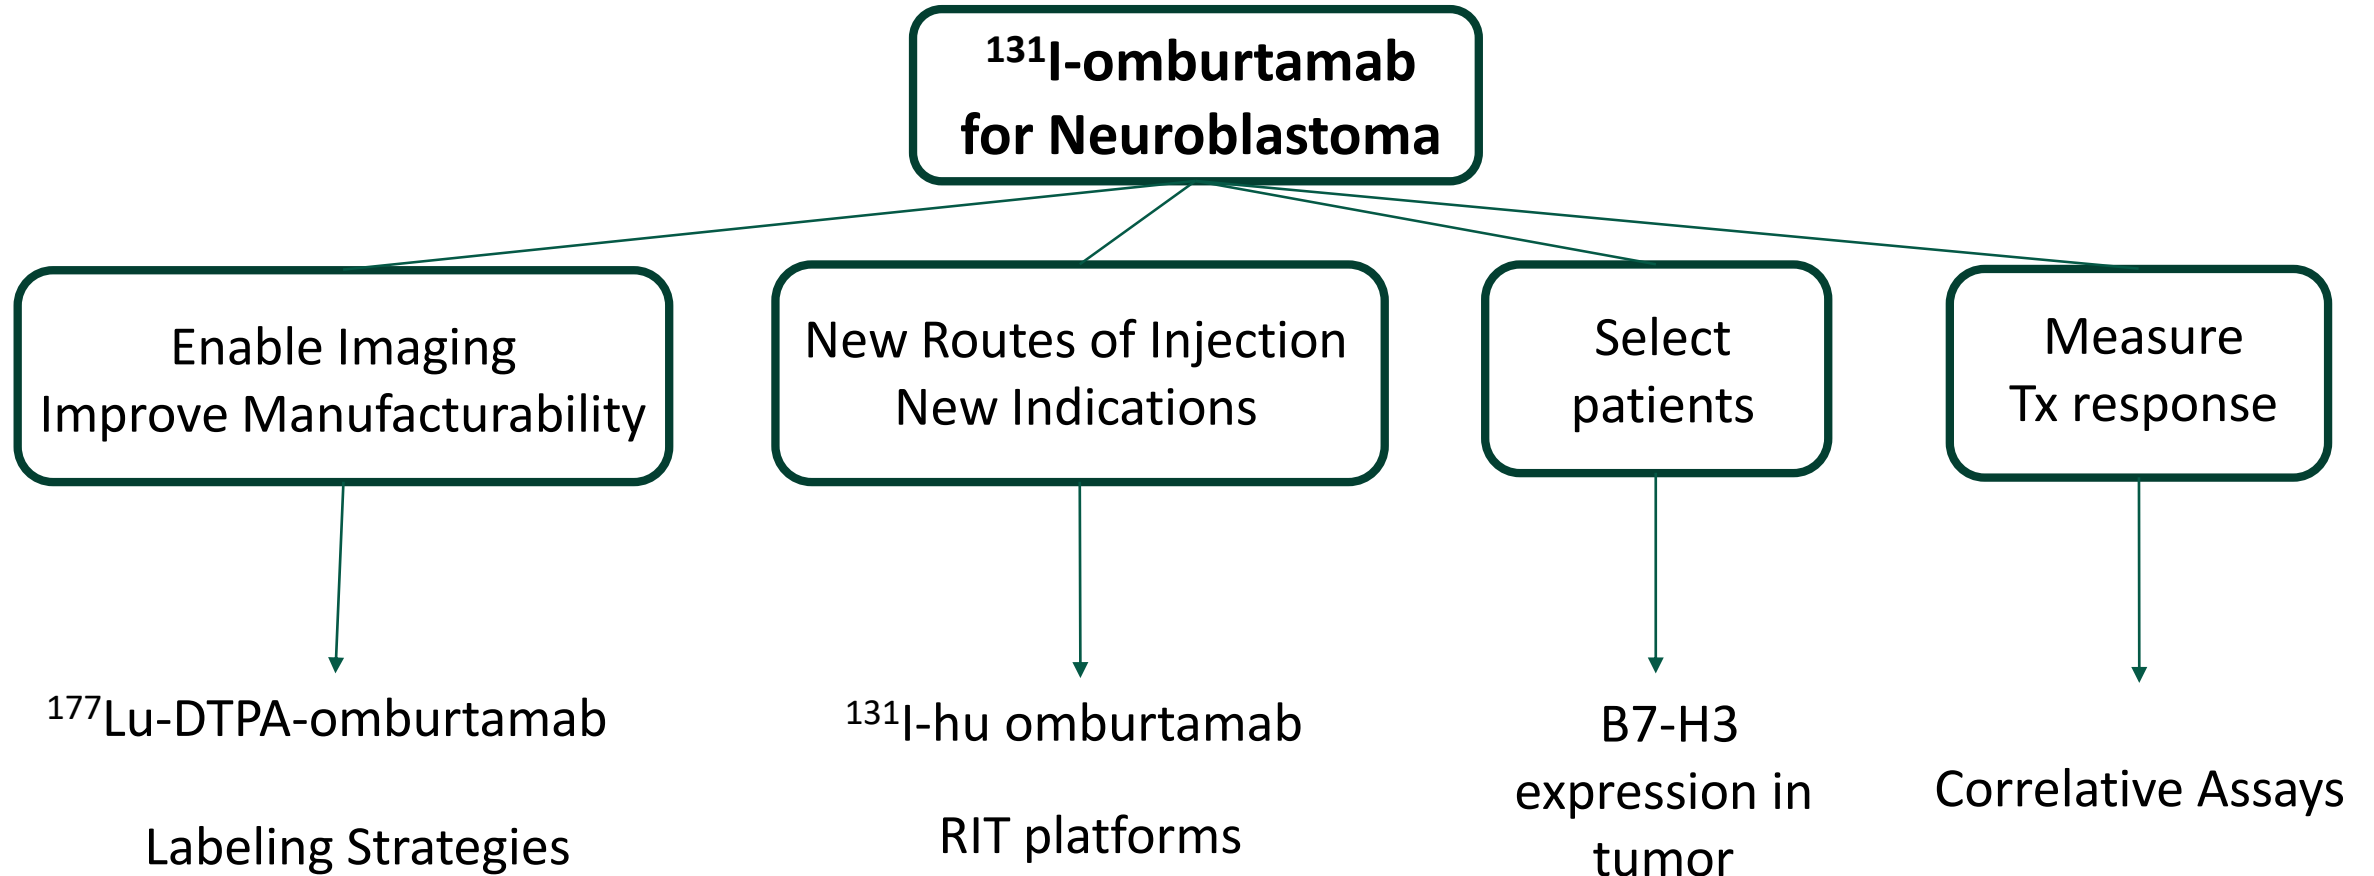 ¹³¹I-omburtamab
for Neuroblastoma
Enable Imaging
Improve Manufacturability
New Routes of Injection
New Indications
Select
patients
Measure
Tx response
¹⁷⁷Lu-DTPA-omburtamab
Labeling Strategies
¹³¹I-hu omburtamab
RIT platforms
B7-H3
expression in
tumor
Correlative Assays